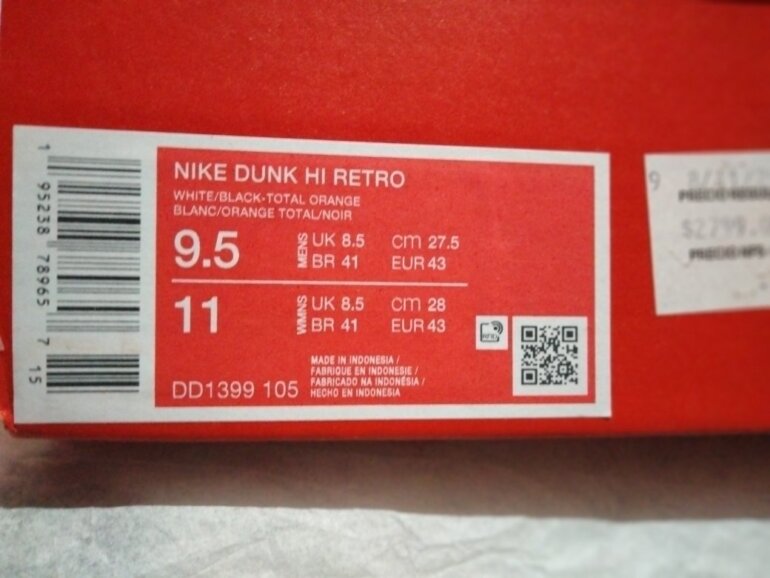 NIKE DUNK HI RETRO
WHITE/BLACK-TOTAL ORANGE
BLANC/ORANGE TOTAL/NOIR
9.5 MENS UK 8.5 cm 27.5
BR 41 EUR 43
11 WMNS UK 8.5 cm 28
BR 41 EUR 43
MADE IN INDONESIA /
FABRIQUE EN INDONESIE /
FABRICADO NA INDONÉSIA /
DD1399 105 HECHO EN INDONESIA
RFID
1 95238 78965 7
15
9